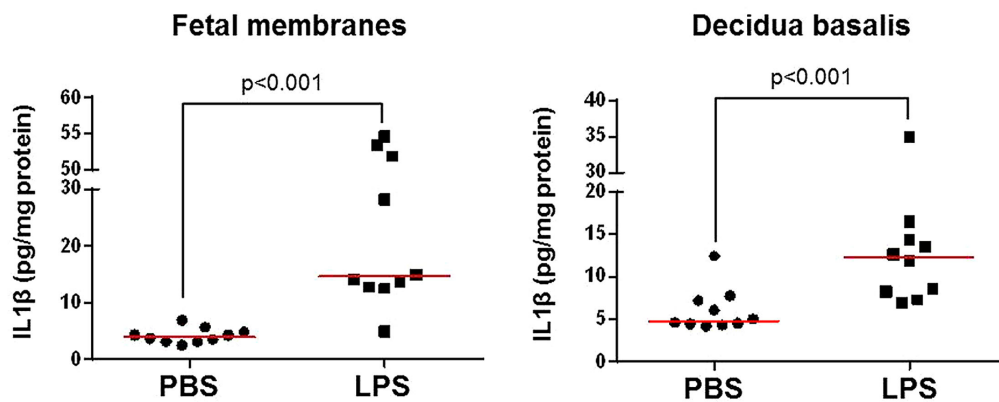 Fetal membranes
p<0.001
IL1β (pg/mg protein)
60
55
50
30
20
10
0
PBS
LPS
Decidua basalis
p<0.001
IL1β (pg/mg protein)
40
35
30
20
15
10
5
0
PBS
LPS